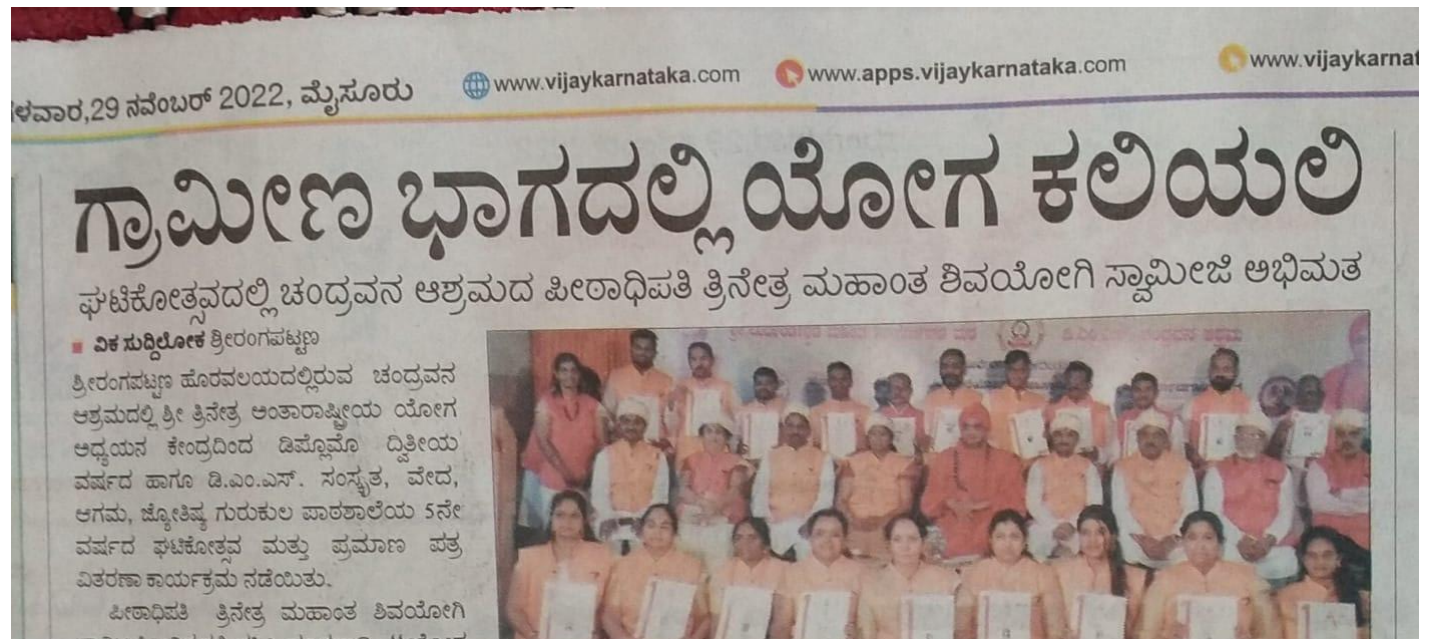 ಳವಾರ,29 ನವೆಂಬರ್ 2022, ಮೈಸೂರು
www.vijaykarnataka.com
www.apps.vijaykarnataka.com
www.vijaykarnat
ಗ್ರಾಮೀಣ ಭಾಗದಲ್ಲಿ ಯೋಗ ಕಲಿಯಲಿ
ಘಟಿಕೋತ್ಸವದಲ್ಲಿ ಚಂದ್ರವನ ಆಶ್ರಮದ ಪೀಠಾಧಿಪತಿ ತ್ರಿನೇತ್ರ ಮಹಾಂತ ಶಿವಯೋಗಿ ಸ್ವಾಮೀಜಿ ಅಭಿಮತ
ವಿಕ ಸುದ್ದಿಲೋಕ ಶ್ರೀರಂಗಪಟ್ಟಣ
ಶ್ರೀರಂಗಪಟ್ಟಣ ಹೊರವಲಯದಲ್ಲಿರುವ ಚಂದ್ರವನ
ಆಶ್ರಮದಲ್ಲಿ ಶ್ರೀ ತ್ರಿನೇತ್ರ ಅಂತಾರಾಷ್ಟ್ರೀಯ ಯೋಗ
ಅಧ್ಯಯನ ಕೇಂದ್ರದಿಂದ ಡಿಪ್ಲೊಮೊ ದ್ವಿತೀಯ
ವರ್ಷದ ಹಾಗೂ ಡಿ.ಎಂ.ಎಸ್. ಸಂಸ್ಕೃತ, ವೇದ,
ಆಗಮ, ಜ್ಯೋತಿಷ್ಯ ಗುರುಕುಲ ಪಾಠಶಾಲೆಯ 5ನೇ
ವರ್ಷದ ಘಟಿಕೋತ್ಸವ ಮತ್ತು ಪ್ರಮಾಣ ಪತ್ರ
ವಿತರಣಾ ಕಾರ್ಯಕ್ರಮ ನಡೆಯಿತು.
ಪೀಠಾಧಿಪತಿ ತ್ರಿನೇತ್ರ ಮಹಾಂತ ಶಿವಯೋಗಿ